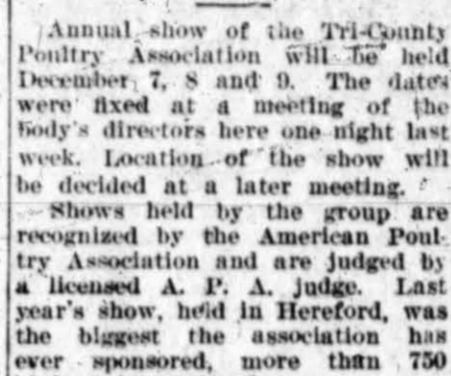 Annual show of the Tri-County
Poultry Association will be held
December 7, 8 and 9. The dates
were fixed at a meeting of the
body's directors here one night last
week. Location of the show will
be decided at a later meeting.
Shows held by the group are
recognized by the American Poul-
try Association and are judged by
a licensed A. P. A. judge. Last
year's show, held in Hereford, was
the biggest the association has
ever sponsored, more than 750